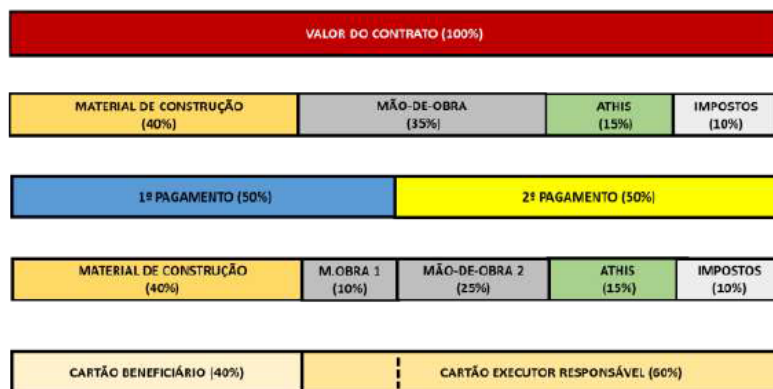 VALOR DO CONTRATO (100%)
MATERIAL DE CONSTRUÇÃO
(40%)
MÃO-DE-OBRA
(35%)
ATHIS
(15%)
IMPOSTOS
(10%)
1º PAGAMENTO (50%)
2º PAGAMENTO (50%)
MATERIAL DE CONSTRUÇÃO
(40%)
M.OBRA 1
(10%)
MÃO-DE-OBRA 2
(25%)
ATHIS
(15%)
IMPOSTOS
(10%)
CARTÃO BENEFICIÁRIO (40%)
CARTÃO EXECUTOR RESPONSÁVEL (60%)